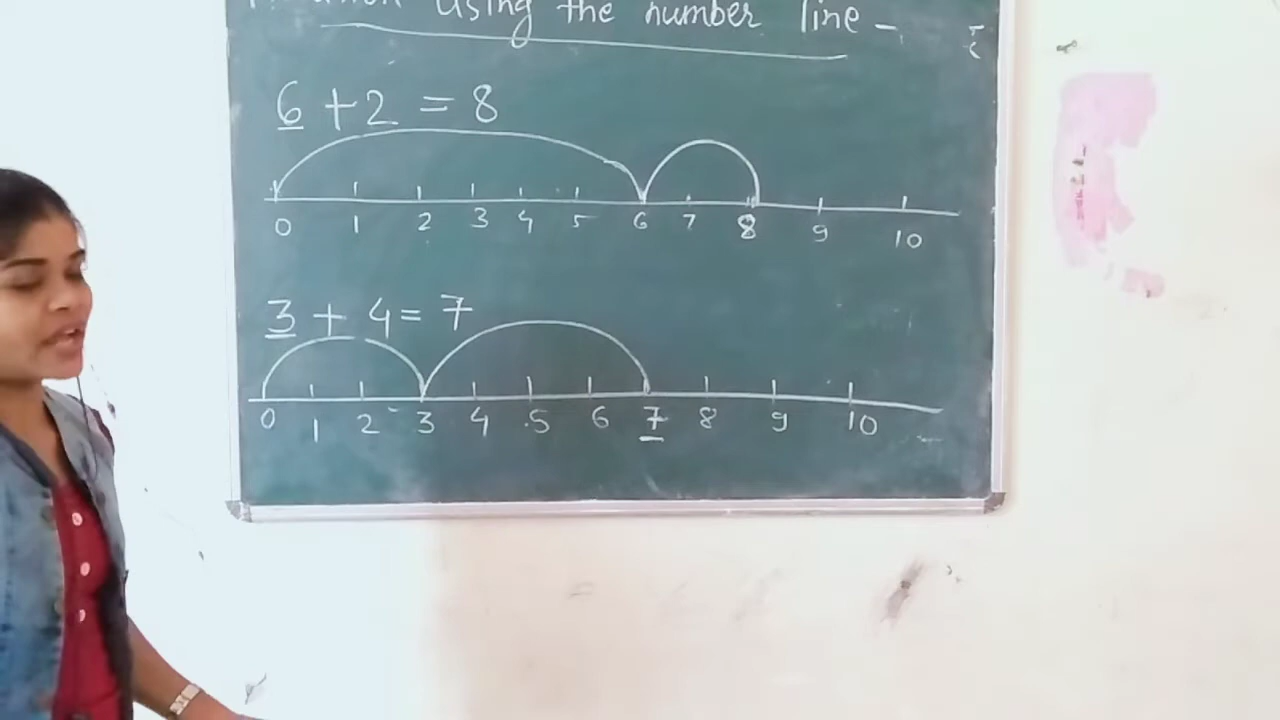 using the number line -
6 + 2 = 8
0 1 2 3 4 5 6 7 8 9 10
3 + 4 = 7
0 1 2 3 4 5 6 7 8 9 10